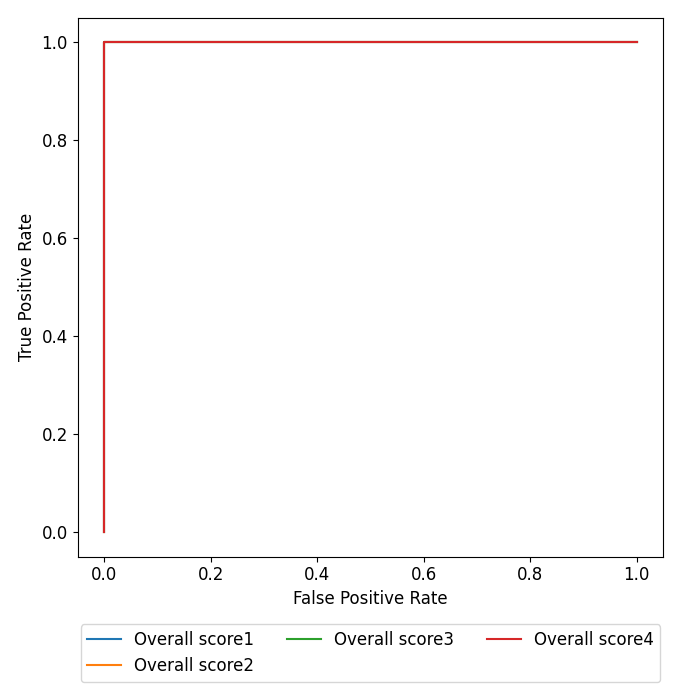 1.0
0.8
0.6
0.4
0.2
0.0
True Positive Rate
0.0 0.2 0.4 0.6 0.8 1.0
False Positive Rate
Overall score1 Overall score3 Overall score4
Overall score2